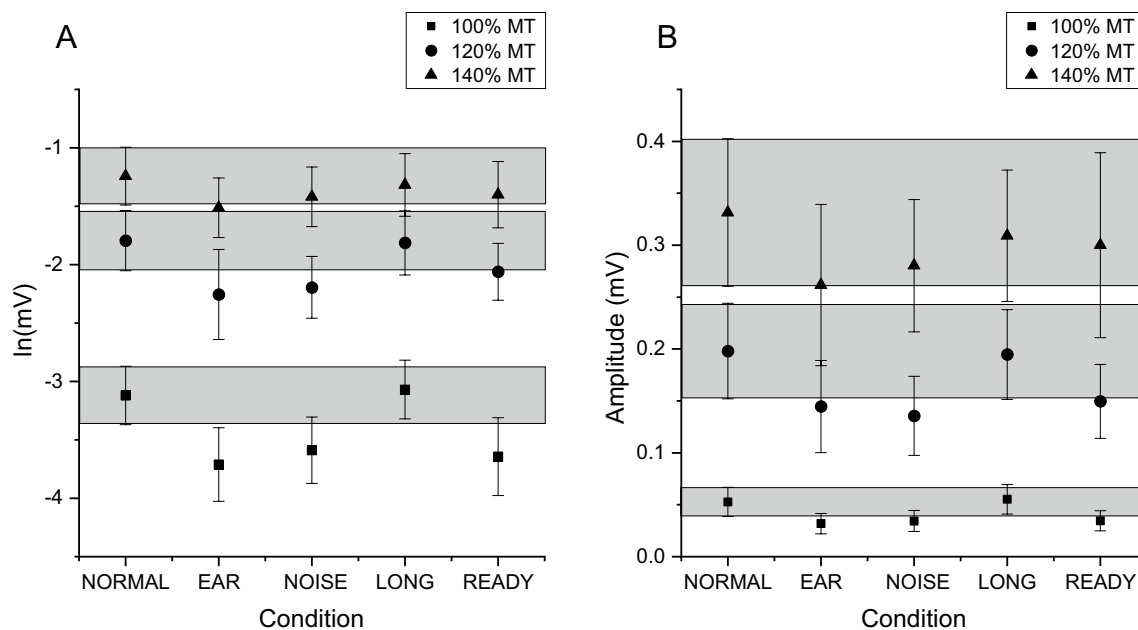 A
100% MT
120% MT
140% MT
ln(mV)
-1
-2
-3
-4
NORMAL EAR NOISE LONG READY
Condition
B
100% MT
120% MT
140% MT
Amplitude (mV)
0.4
0.3
0.2
0.1
0.0
NORMAL EAR NOISE LONG READY
Condition